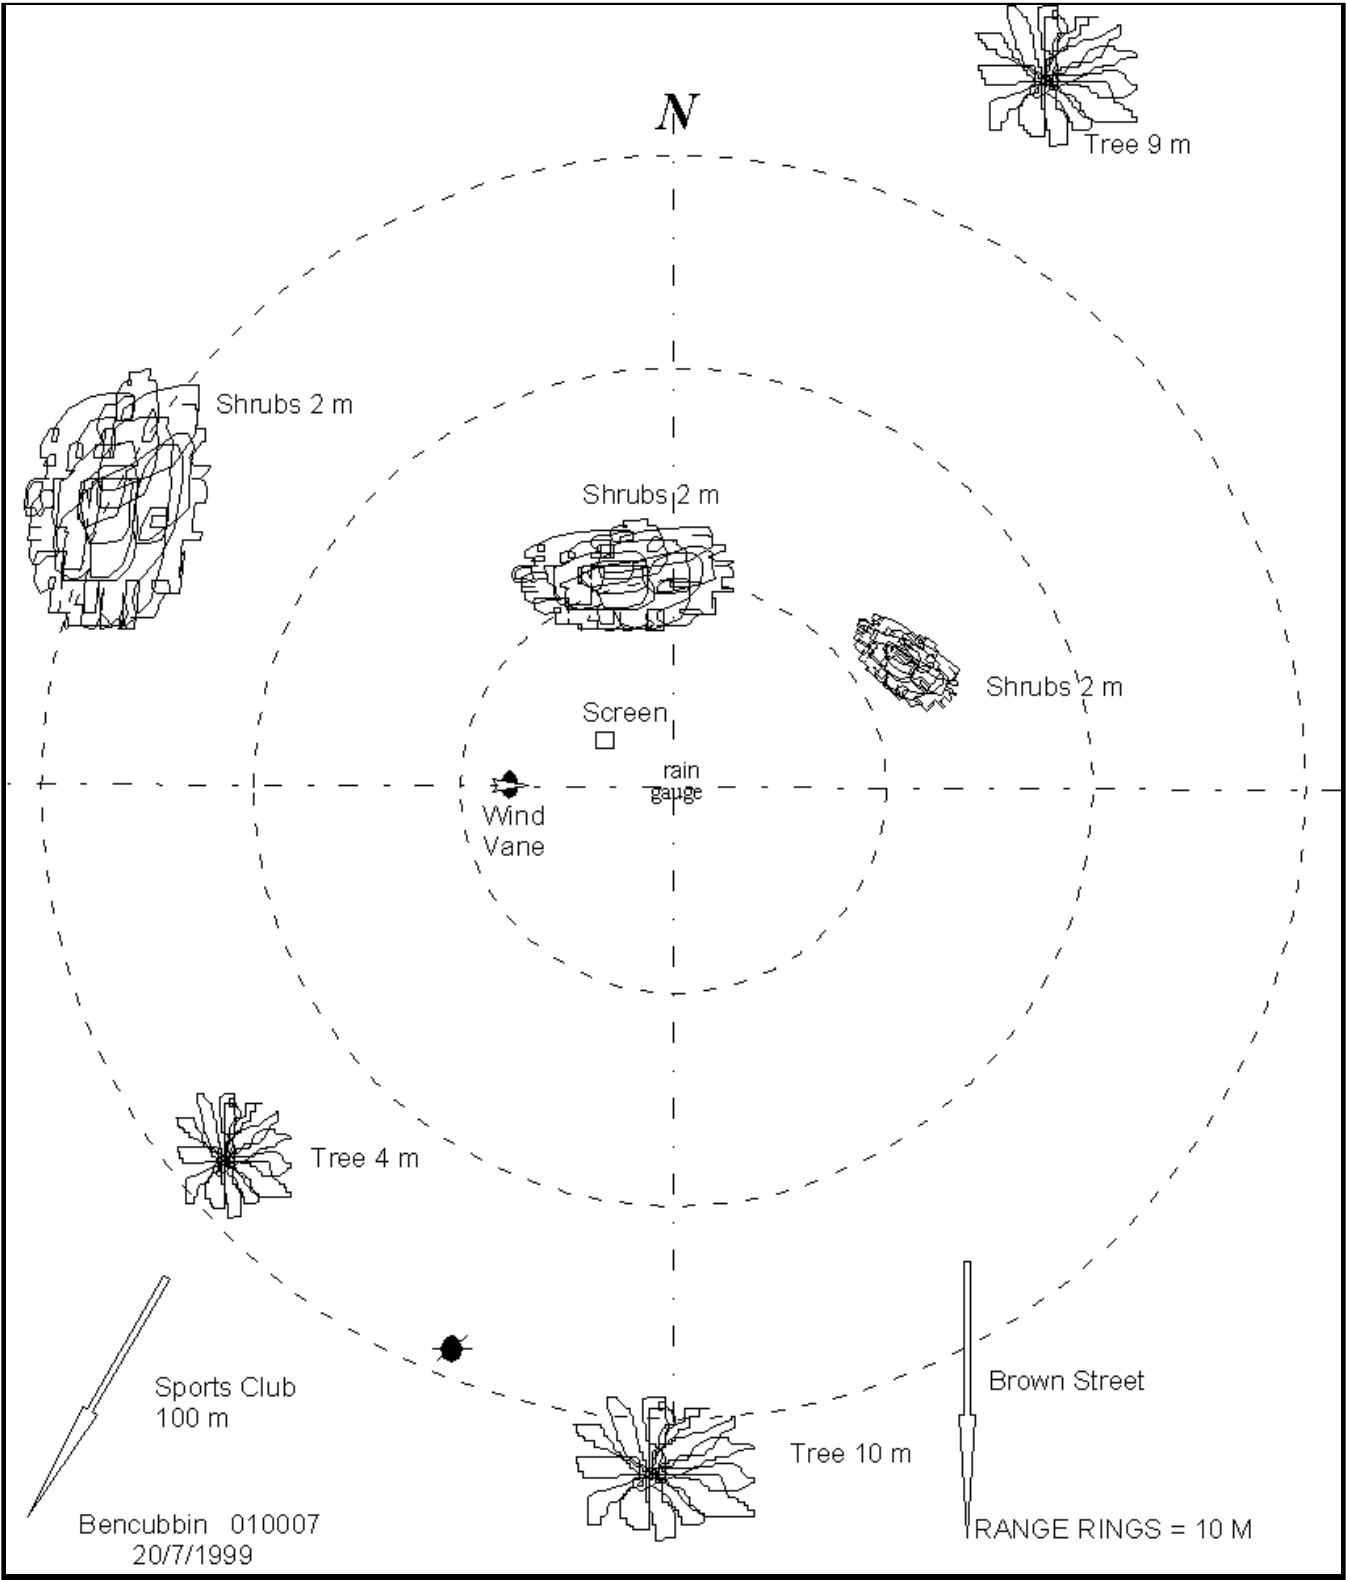 N
Tree 9 m
Shrubs 2 m
Shrubs 2 m
Shrubs 2 m
Screen
rain
gauge
Wind
Vane
Tree 4 m
Sports Club
100 m
Brown Street
Tree 10 m
Bencubbin 010007
20/7/1999
RANGE RINGS = 10 M